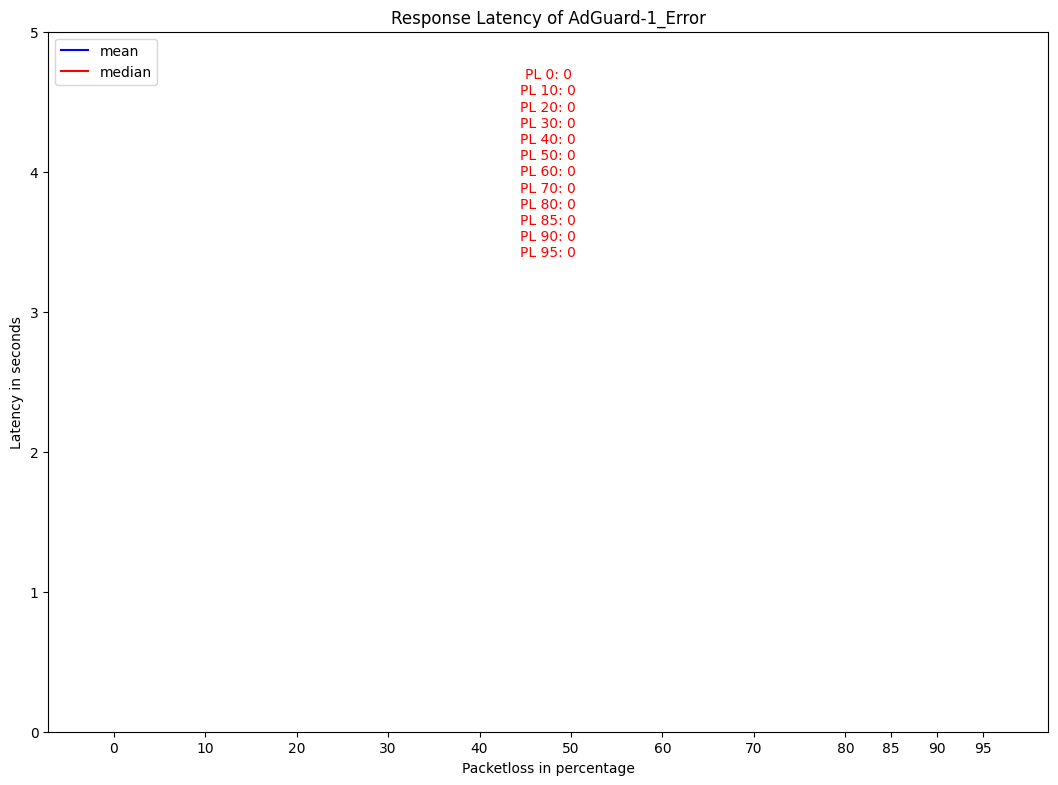 Response Latency of AdGuard-1_Error
mean
median
PL 0: 0
PL 10: 0
PL 20: 0
PL 30: 0
PL 40: 0
PL 50: 0
PL 60: 0
PL 70: 0
PL 80: 0
PL 85: 0
PL 90: 0
PL 95: 0
Latency in seconds
5
4
3
2
1
0
0 10 20 30 40 50 60 70 80 85 90 95
Packetloss in percentage